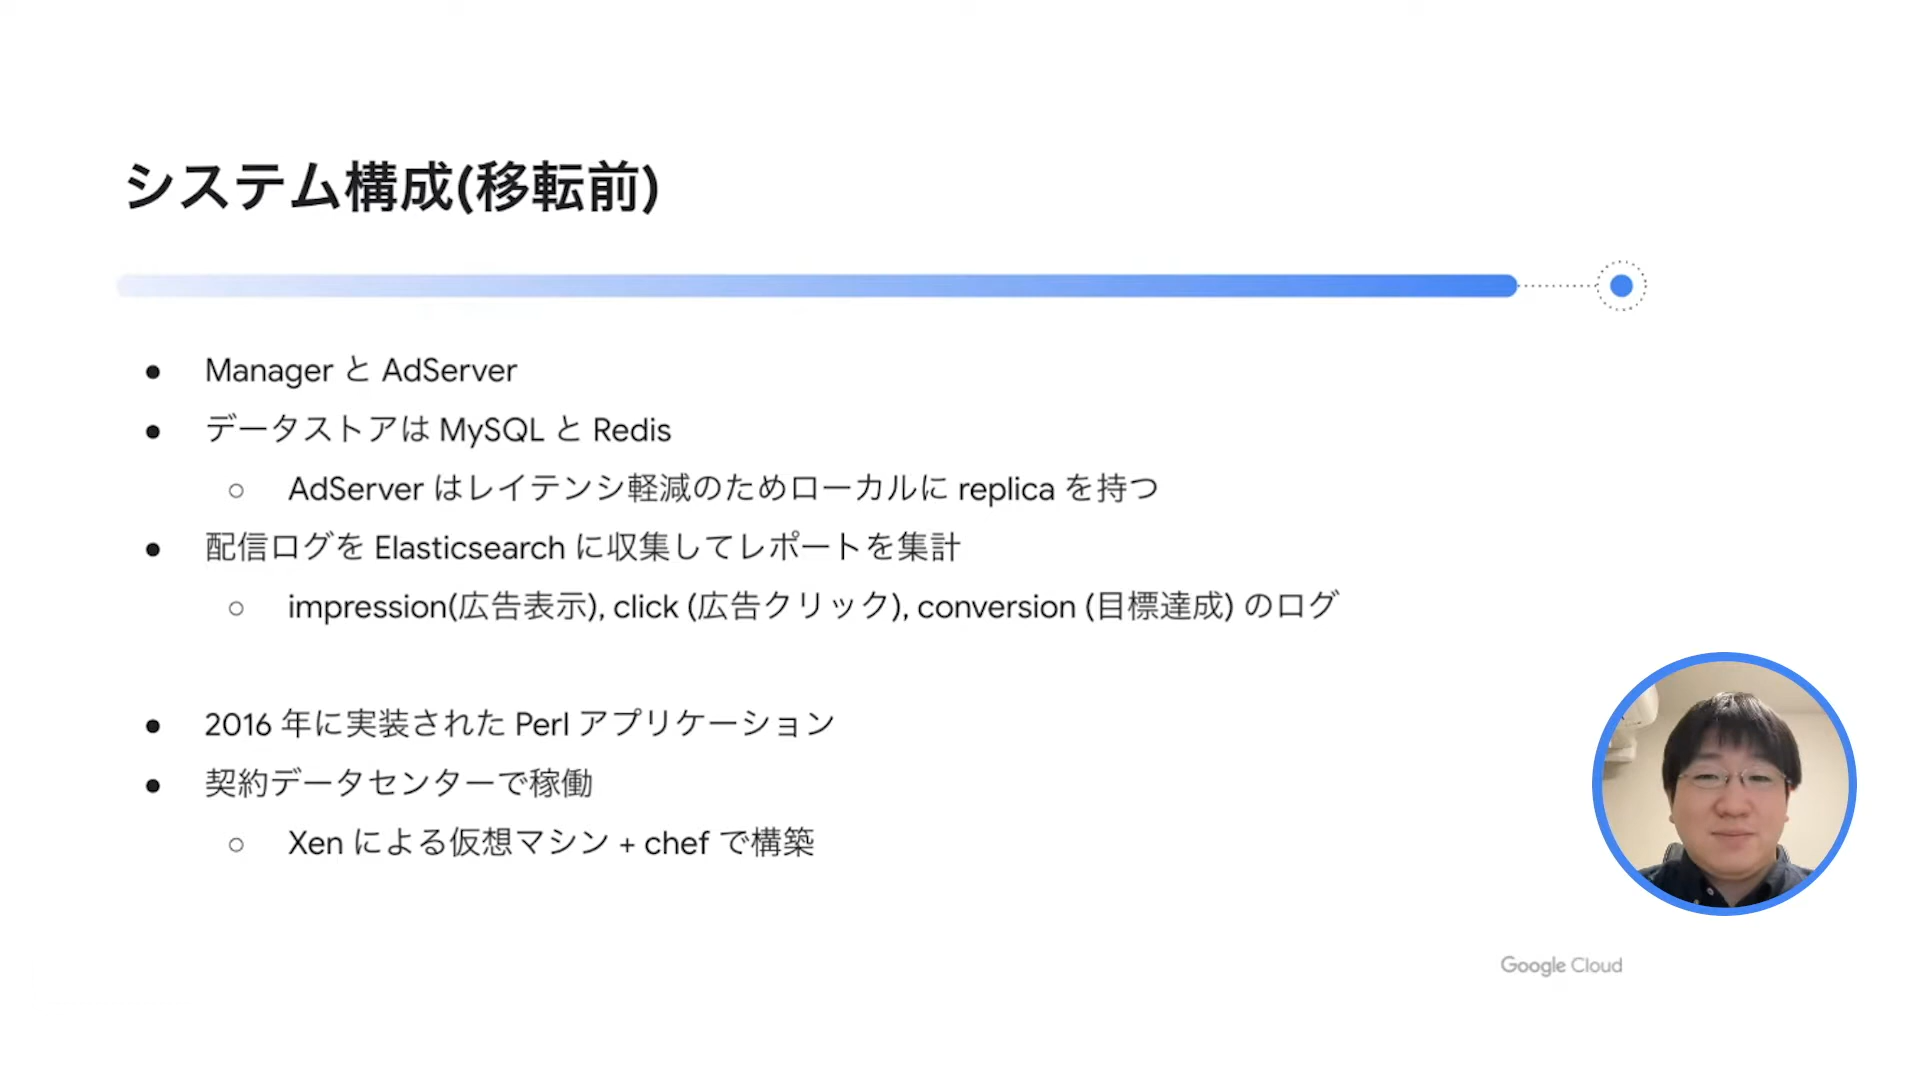 システム構成(移転前)
● Manager と AdServer
● データストアは MySQL と Redis
○ AdServer はレイテンシ軽減のためローカルに replica を持つ
● 配信ログを Elasticsearch に収集してレポートを集計
○ impression(広告表示), click (広告クリック), conversion (目標達成) のログ
● 2016 年に実装された Perl アプリケーション
● 契約データセンターで稼働
○ Xen による仮想マシン + chef で構築
Google Cloud